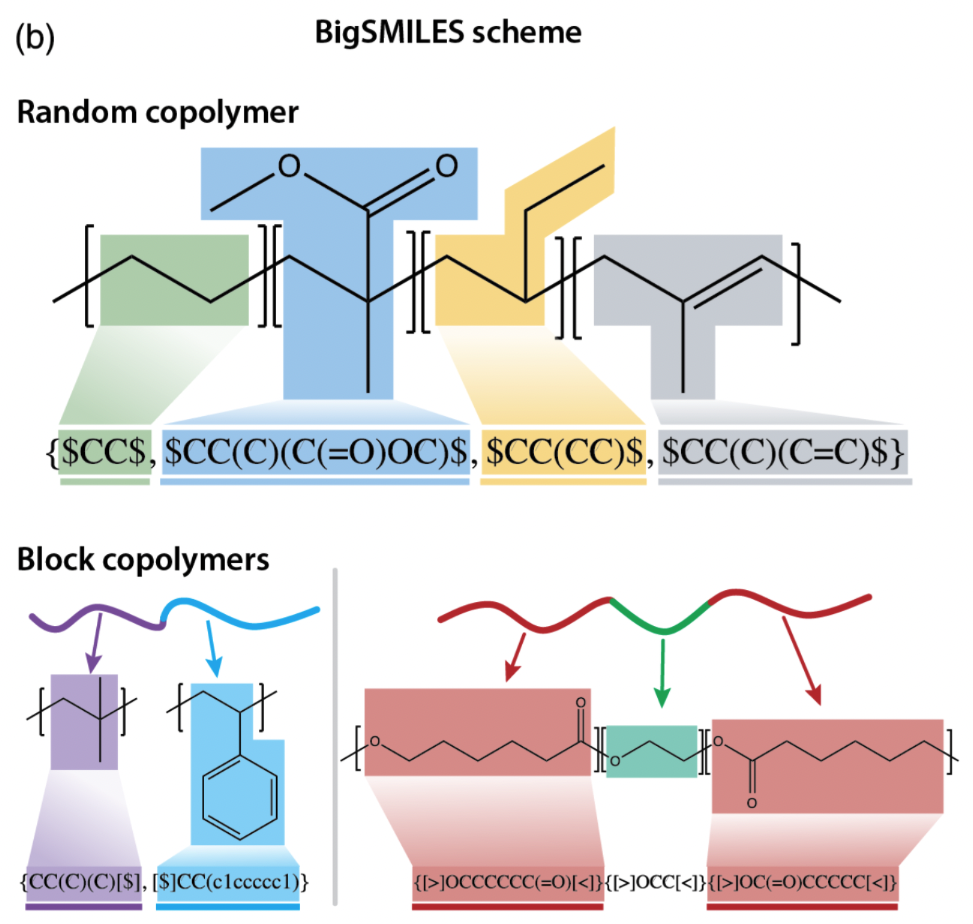 (b)
BigSMILES scheme
Random copolymer
O O
{$CC$, $CC(C)(C(=O)OC)$, $CC(CC)$, $CC(C)(C=C)$}
Block copolymers
O
O O
O
O
{CC(C)(C)[$], [$]CC(c1ccccc1)}
{[>]OCCCCCC(=O)[<]}{[>]OCC[<]}{[>]OC(=O)CCCCC[<]}